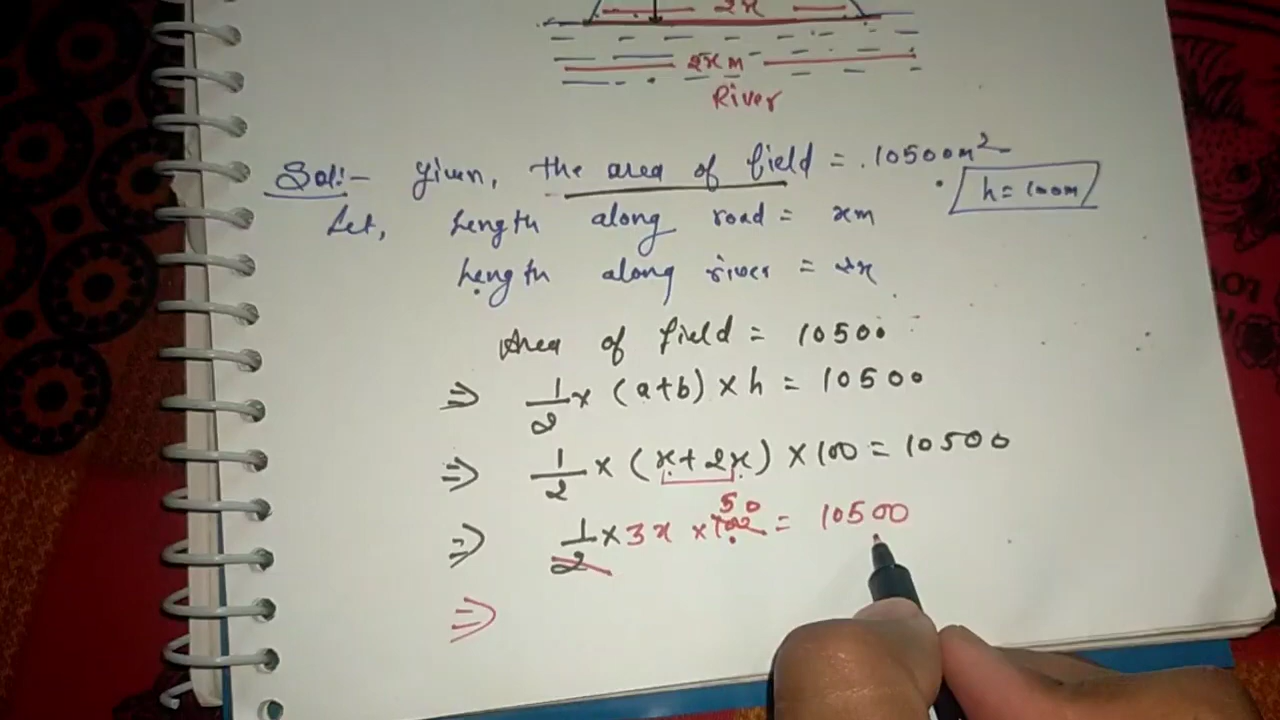 2x
2x m
River
Sol:- Given, the area of field = 10500m²
h = 100m
Let, Length along road = xm
Length along river = 2x
Area of field = 10500
⇒ 1/2 × (a+b) × h = 10500
⇒ 1/2 × (x+2x) × 100 = 10500
50
⇒ 1/2 × 3x × 100 = 10500
⇒